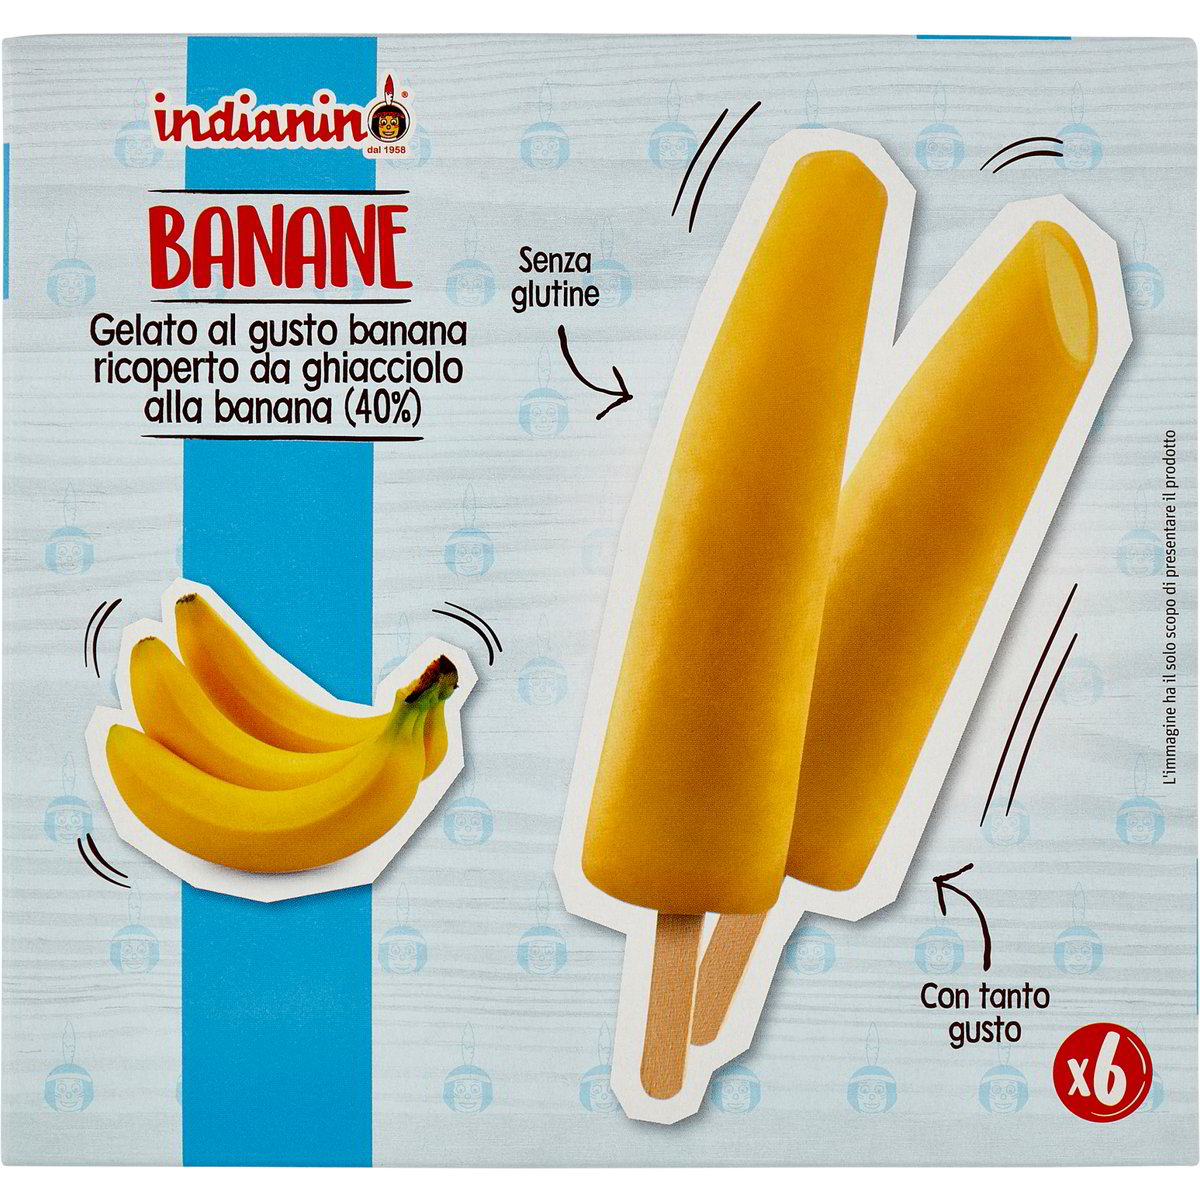 indianino®
dal 1958
BANANE
Gelato al gusto banana
ricoperto da ghiacciolo
alla banana (40%)
Senza
glutine
L'immagine ha il solo scopo di presentare il prodotto
Con tanto
gusto
x6